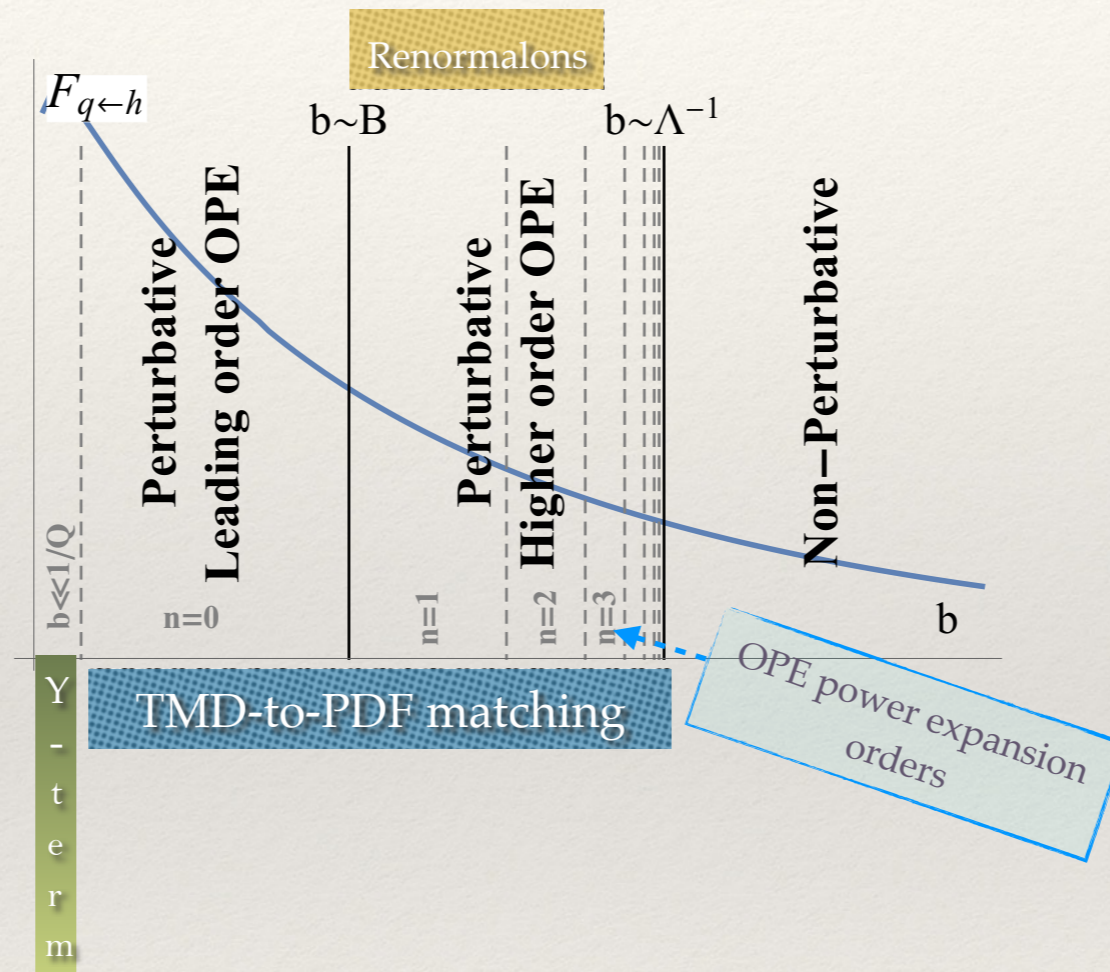 Renormalons
F_{q←h}
b~B
b~Λ⁻¹
Perturbative
Leading order OPE
Perturbative
Higher order OPE
Non−Perturbative
b≪1/Q
n=0
n=1
n=2
n=3
b
Y
-
t
e
r
m
TMD-to-PDF matching
OPE power expansion
orders